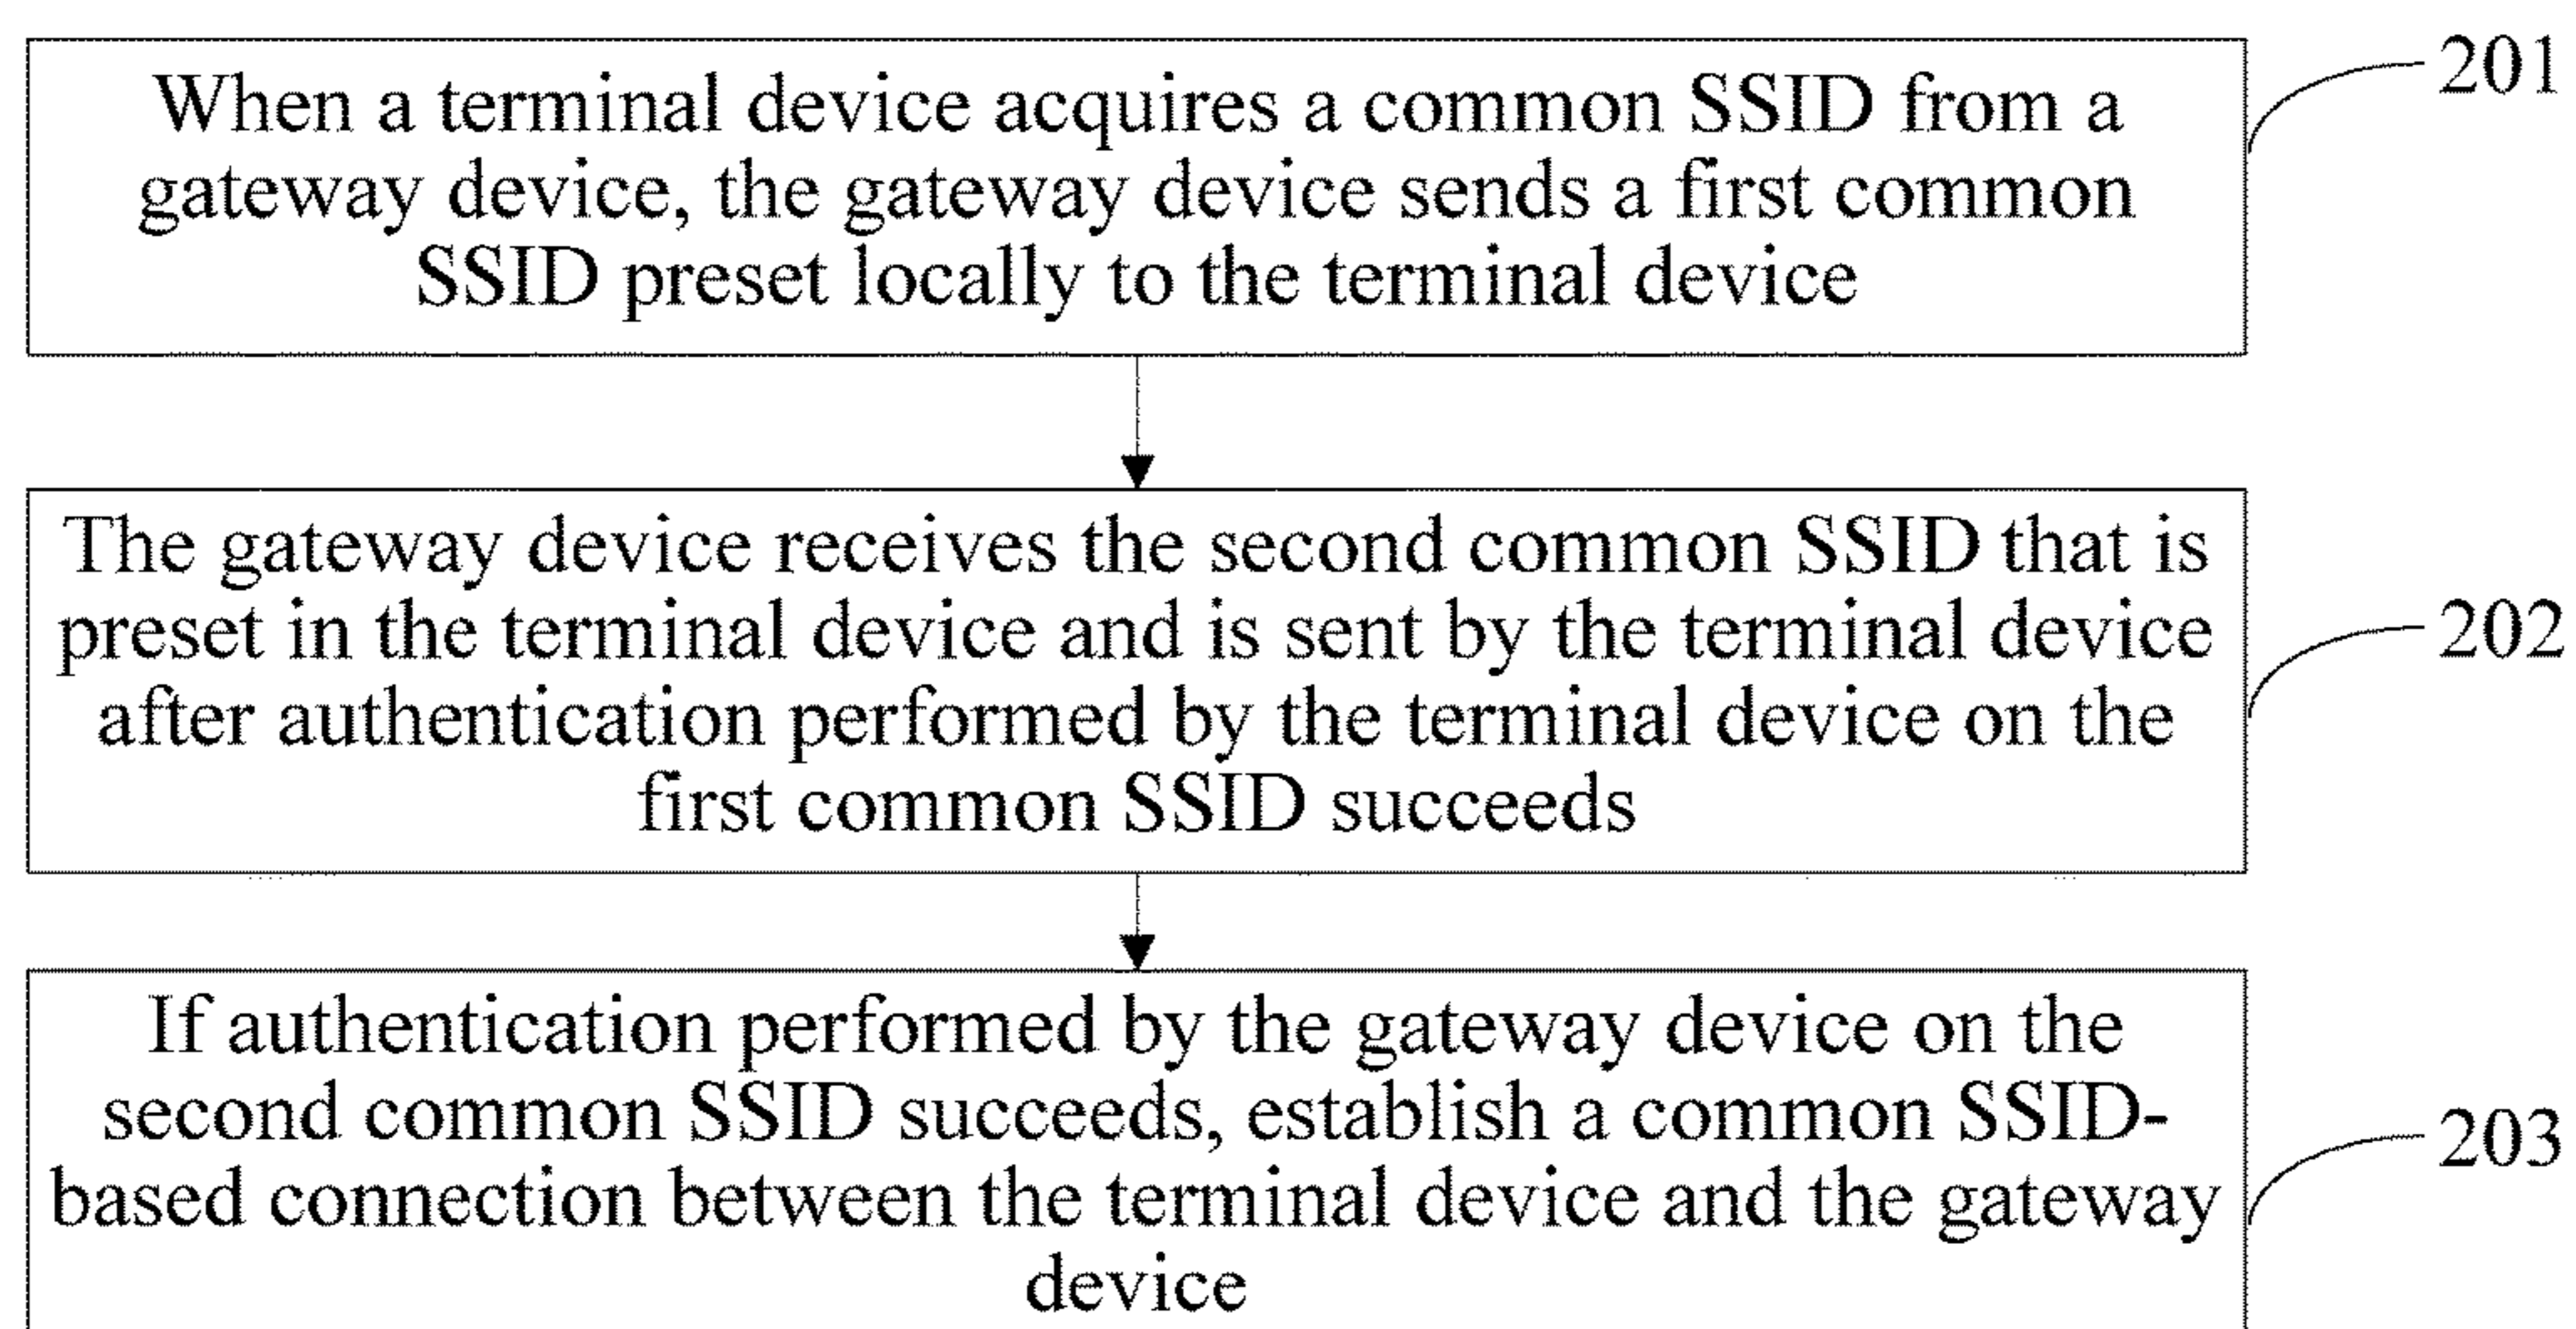 When a terminal device acquires a common SSID from a
gateway device, the gateway device sends a first common
SSID preset locally to the terminal device
201
The gateway device receives the second common SSID that is
preset in the terminal device and is sent by the terminal device
after authentication performed by the terminal device on the
first common SSID succeeds
202
If authentication performed by the gateway device on the
second common SSID succeeds, establish a common SSID-
based connection between the terminal device and the gateway
device
203